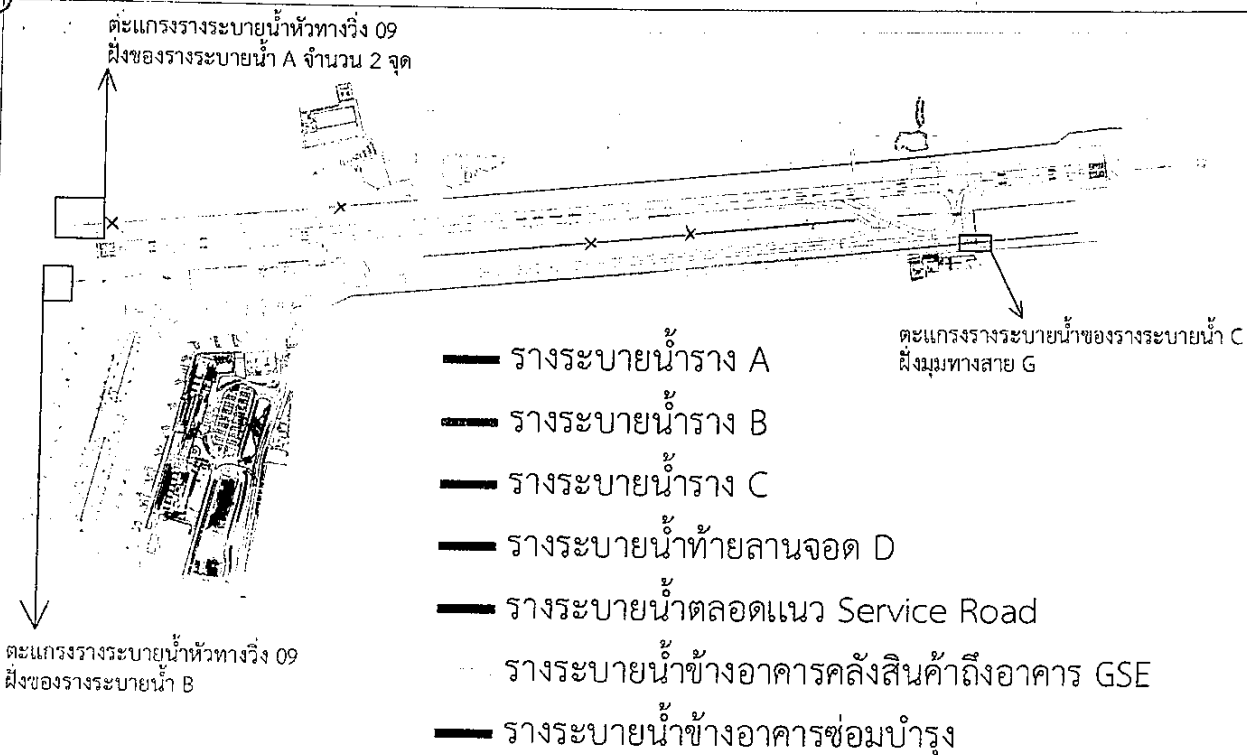 ตะแกรงรางระบายน้ำหัวทางวิ่ง 09
ฝั่งของรางระบายน้ำ A จำนวน 2 จุด
ตะแกรงรางระบายน้ำของรางระบายน้ำ C
ฝั่งมุมทางสาย G
รางระบายน้ำราง A
รางระบายน้ำราง B
รางระบายน้ำราง C
รางระบายน้ำท้ายลานจอด D
รางระบายน้ำตลอดแนว Service Road
รางระบายน้ำข้างอาคารคลังสินค้าถึงอาคาร GSE
รางระบายน้ำข้างอาคารซ่อมบำรุง
ตะแกรงรางระบายน้ำหัวทางวิ่ง 09
ฝั่งของรางระบายน้ำ B